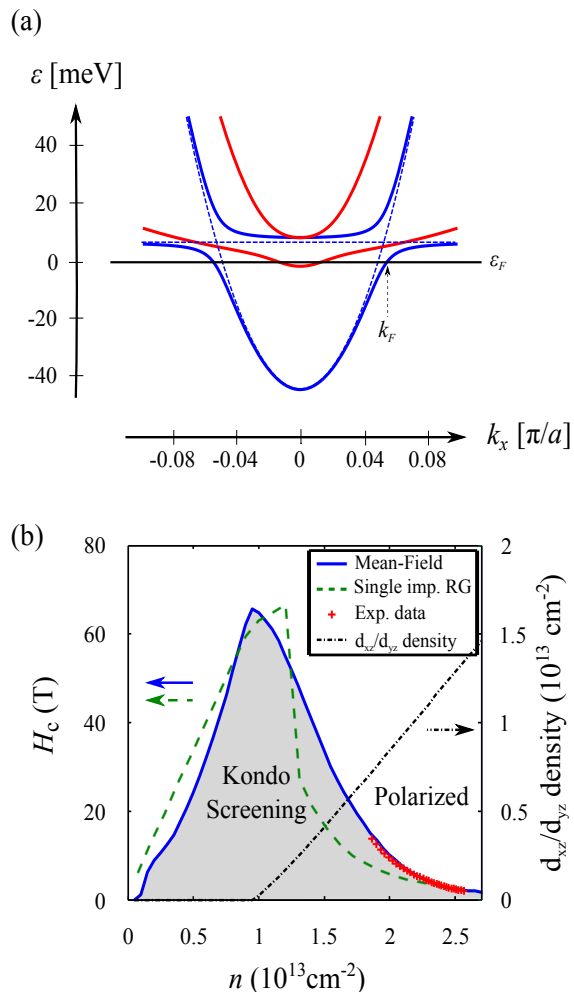 (a)
ε [meV]
40
20
0
-20
-40
ε_F
k_F
-0.08 -0.04 0 0.04 0.08
k_x [π/a]
(b)
80
60
40
20
0
H_c (T)
Mean-Field
Single imp. RG
Exp. data
d_xz/d_yz density
Kondo
Screening
Polarized
2
1.5
1
0.5
0
d_xz/d_yz density (10^13 cm^-2)
0 0.5 1 1.5 2 2.5
n (10^13cm^-2)